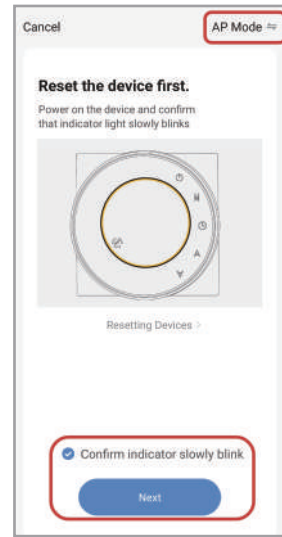 Cancel
AP Mode
Reset the device first.
Power on the device and confirm
that indicator light slowly blinks
Resetting Devices >
Confirm indicator slowly blink
Next